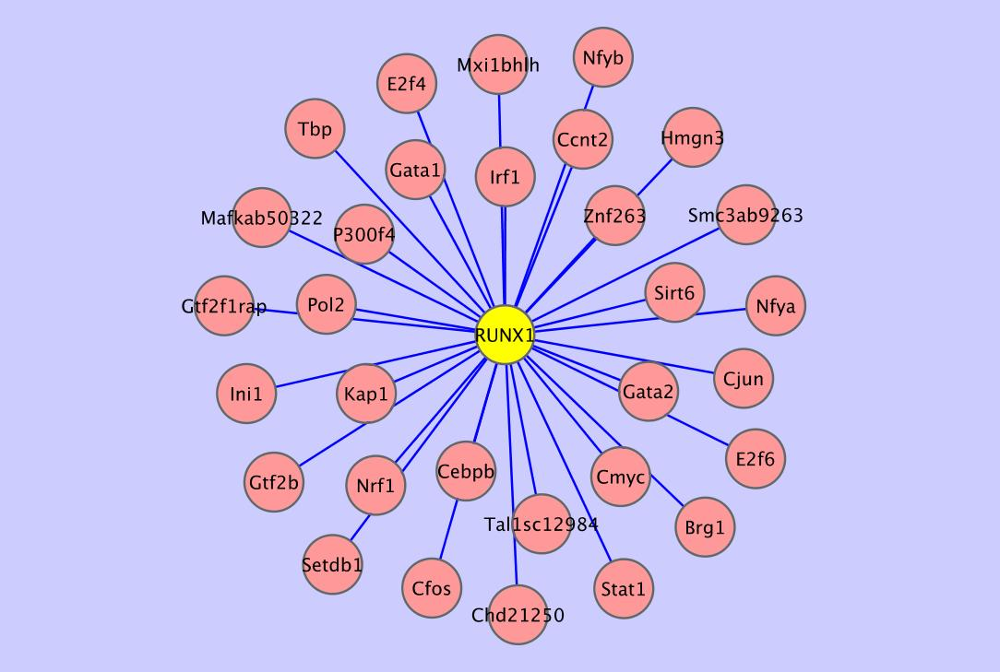 Nfyb
Mxi1bhlh
E2f4
Tbp
Ccnt2
Hmgn3
Gata1
Irf1
Mafkab50322
P300f4
Znf263
Smc3ab9263
Gtf2f1rap
Pol2
Sirt6
Nfya
RUNX1
Ini1
Kap1
Gata2
Cjun
E2f6
Gtf2b
Nrf1
Cebpb
Cmyc
Tal1sc12984
Brg1
Setdb1
Cfos
Stat1
Chd21250